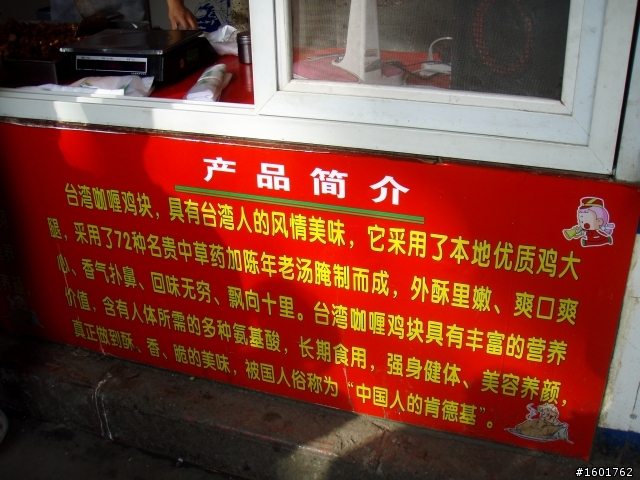 产品简介
台湾咖喱鸡块，具有台湾人的风情美味，它采用了本地优质鸡大
腿，采用了72种名贵中草药加陈年老汤腌制而成，外酥里嫩、爽口爽
心、香气扑鼻、回味无穷、飘向十里。台湾咖喱鸡块具有丰富的营养
价值，含有人体所需的多种氨基酸，长期食用，强身健体、美容养颜，
真正做到酥、香、脆的美味，被国人俗称为“中国人的肯德基”。
#1601762